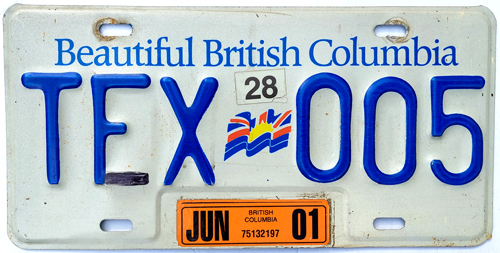 Beautiful British Columbia
28
TEX 005
JUN BRITISH COLUMBIA 75132197 01